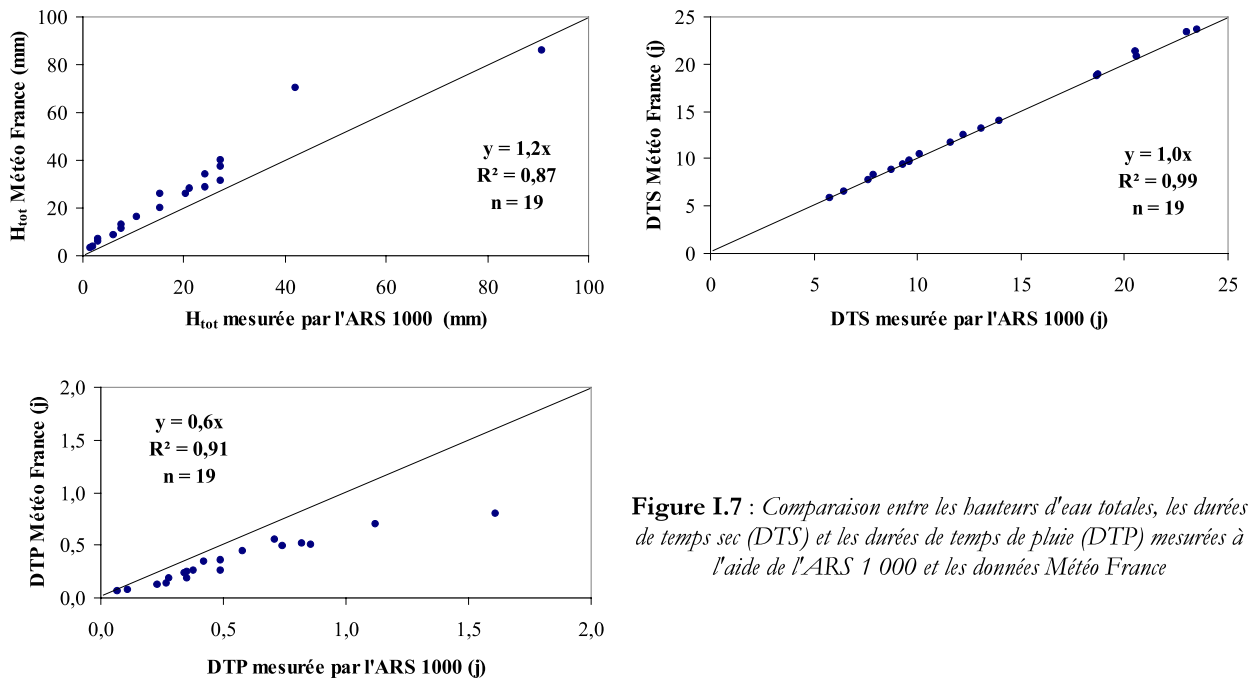 100
80
60
40
20
0
0 20 40 60 80 100
Htot Météo France (mm)
Htot mesurée par l'ARS 1000 (mm)
y = 1,2x
R² = 0,87
n = 19
25
20
15
10
5
0
0 5 10 15 20 25
DTS Météo France (j)
DTS mesurée par l'ARS 1000 (j)
y = 1,0x
R² = 0,99
n = 19
2,0
1,5
1,0
0,5
0,0
0,0 0,5 1,0 1,5 2,0
DTP Météo France (j)
DTP mesurée par l'ARS 1000 (j)
y = 0,6x
R² = 0,91
n = 19
Figure I.7 : Comparaison entre les hauteurs d'eau totales, les durées
de temps sec (DTS) et les durées de temps de pluie (DTP) mesurées à
l'aide de l'ARS 1 000 et les données Météo France